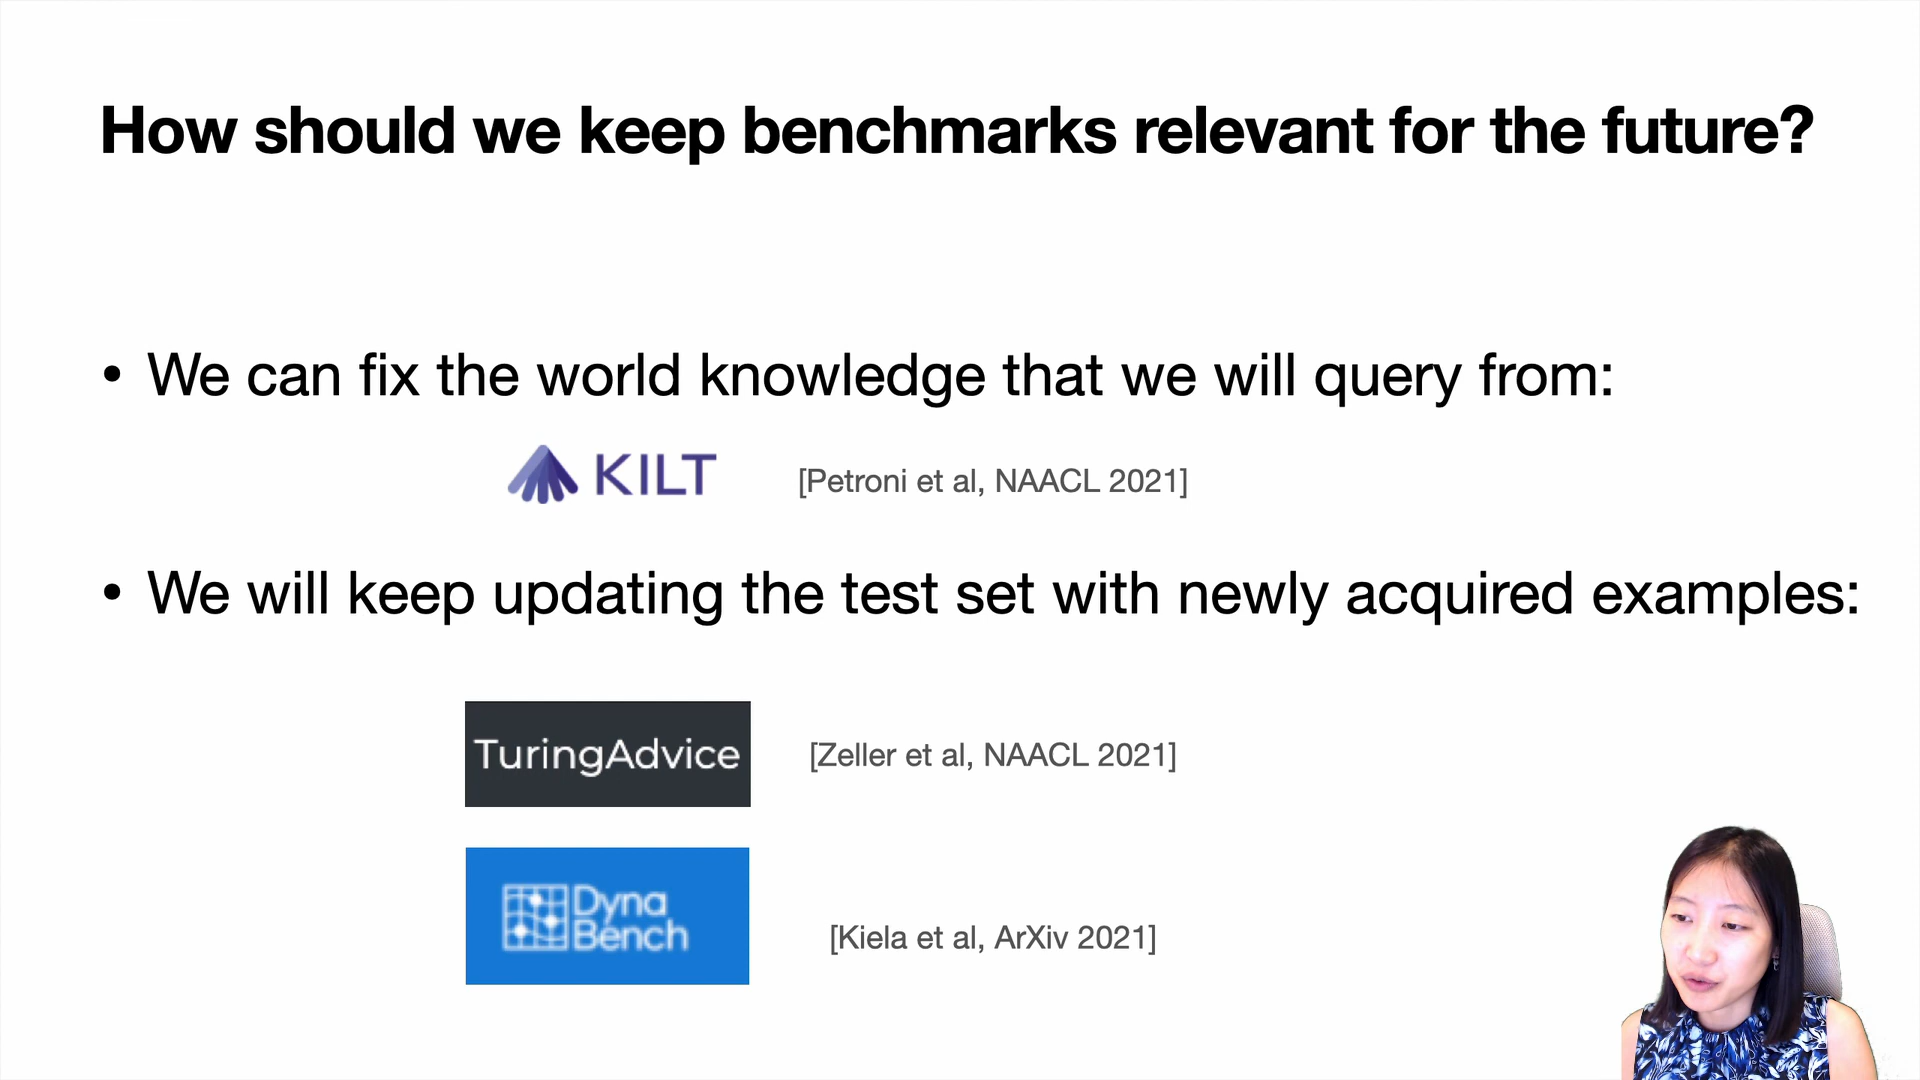 How should we keep benchmarks relevant for the future?
• We can fix the world knowledge that we will query from:
KILT [Petroni et al, NAACL 2021]
• We will keep updating the test set with newly acquired examples:
TuringAdvice [Zeller et al, NAACL 2021]
Dyna
Bench [Kiela et al, ArXiv 2021]